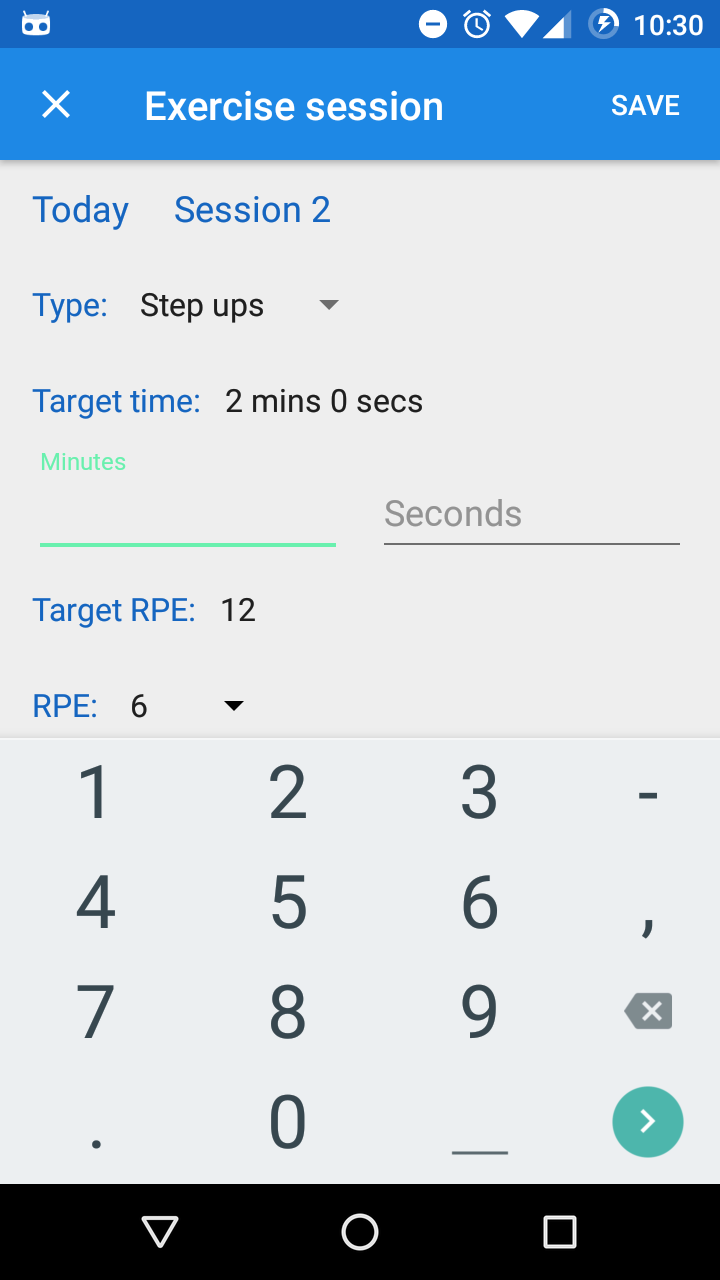 10:30
Exercise session SAVE
Today Session 2
Type: Step ups
Target time: 2 mins 0 secs
Minutes
Seconds
Target RPE: 12
RPE: 6
1 2 3 -
4 5 6 ,
7 8 9
. 0 _